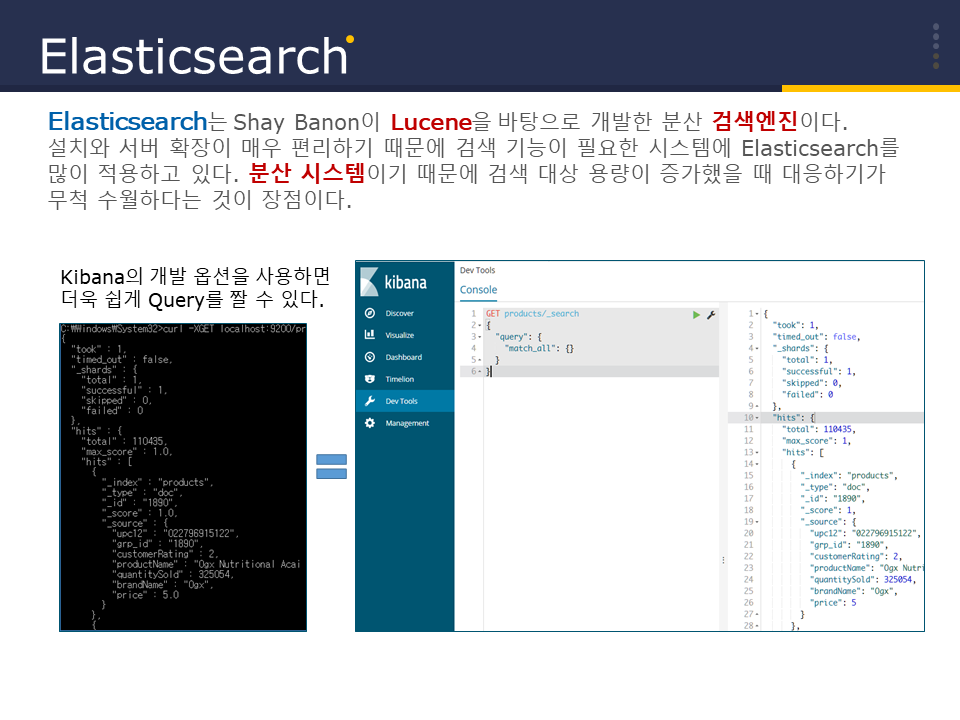 Elasticsearch
Elasticsearch는 Shay Banon이 Lucene을 바탕으로 개발한 분산 검색엔진이다.
설치와 서버 확장이 매우 편리하기 때문에 검색 기능이 필요한 시스템에 Elasticsearch를
많이 적용하고 있다. 분산 시스템이기 때문에 검색 대상 용량이 증가했을 때 대응하기가
무척 수월하다는 것이 장점이다.
Kibana의 개발 옵션을 사용하면
더욱 쉽게 Query를 짤 수 있다.
C:₩Windows₩System32>curl -XGET localhost:9200/pr
{
"took" : 1,
"timed_out" : false,
"_shards" : {
"total" : 1,
"successful" : 1,
"skipped" : 0,
"failed" : 0
},
"hits" : {
"total" : 110435,
"max_score" : 1.0,
"hits" : [
{
"_index" : "products",
"_type" : "doc",
"_id" : "1890",
"_score" : 1.0,
"_source" : {
"upc12" : "022796915122",
"grp_id" : "1890",
"customerRating" : 2,
"productName" : "Ogx Nutritional Acai
"quantitySold" : 325054,
"brandName" : "Ogx",
"price" : 5.0
}
},
{
kibana
Discover
Visualize
Dashboard
Timelion
Dev Tools
Management
Dev Tools
Console
1 GET products/_search
2 {
3 "query": {
4 "match_all": {}
5 }
6 }
1 {
2 "took": 1,
3 "timed_out": false,
4 "_shards": {
5 "total": 1,
6 "successful": 1,
7 "skipped": 0,
8 "failed": 0
9 },
10 "hits": {
11 "total": 110435,
12 "max_score": 1,
13 "hits": [
14 {
15 "_index": "products",
16 "_type": "doc",
17 "_id": "1890",
18 "_score": 1,
19 "_source": {
20 "upc12": "022796915122",
21 "grp_id": "1890",
22 "customerRating": 2,
23 "productName": "Ogx Nutri
24 "quantitySold": 325054,
25 "brandName": "Ogx",
26 "price": 5
27 }
28 },